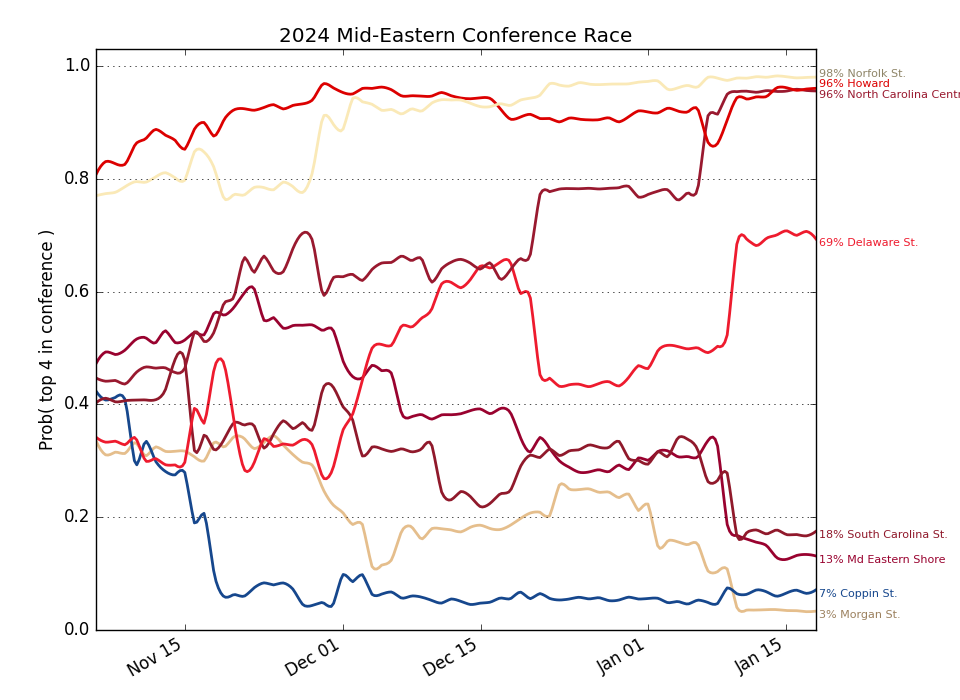 2024 Mid-Eastern Conference Race
Prob( top 4 in conference )
1.0
0.8
0.6
0.4
0.2
0.0
Nov 15
Dec 01
Dec 15
Jan 01
Jan 15
98% Norfolk St.
96% Howard
96% North Carolina Centr
69% Delaware St.
18% South Carolina St.
13% Md Eastern Shore
7% Coppin St.
3% Morgan St.